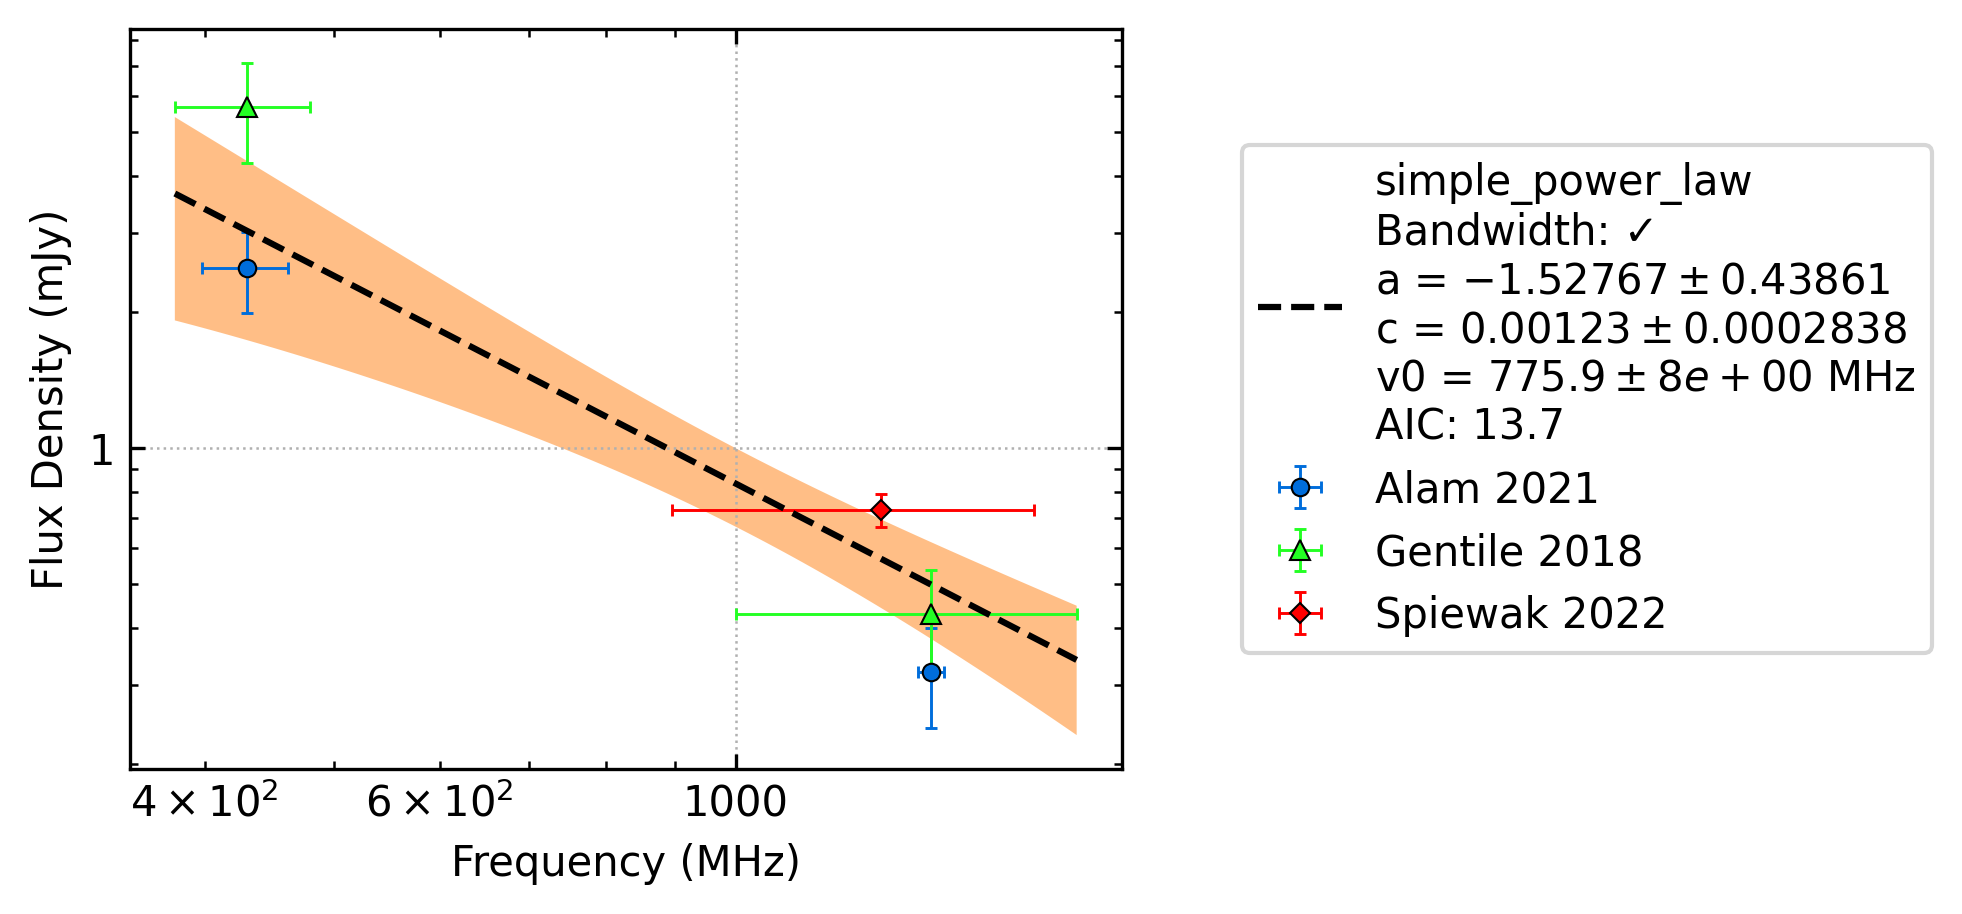 Flux Density (mJy)
1
4 × 10²
6 × 10²
1000
Frequency (MHz)
simple_power_law
Bandwidth: ✓
a = −1.52767 ± 0.43861
c = 0.00123 ± 0.0002838
v0 = 775.9 ± 8e + 00 MHz
AIC: 13.7
Alam 2021
Gentile 2018
Spiewak 2022